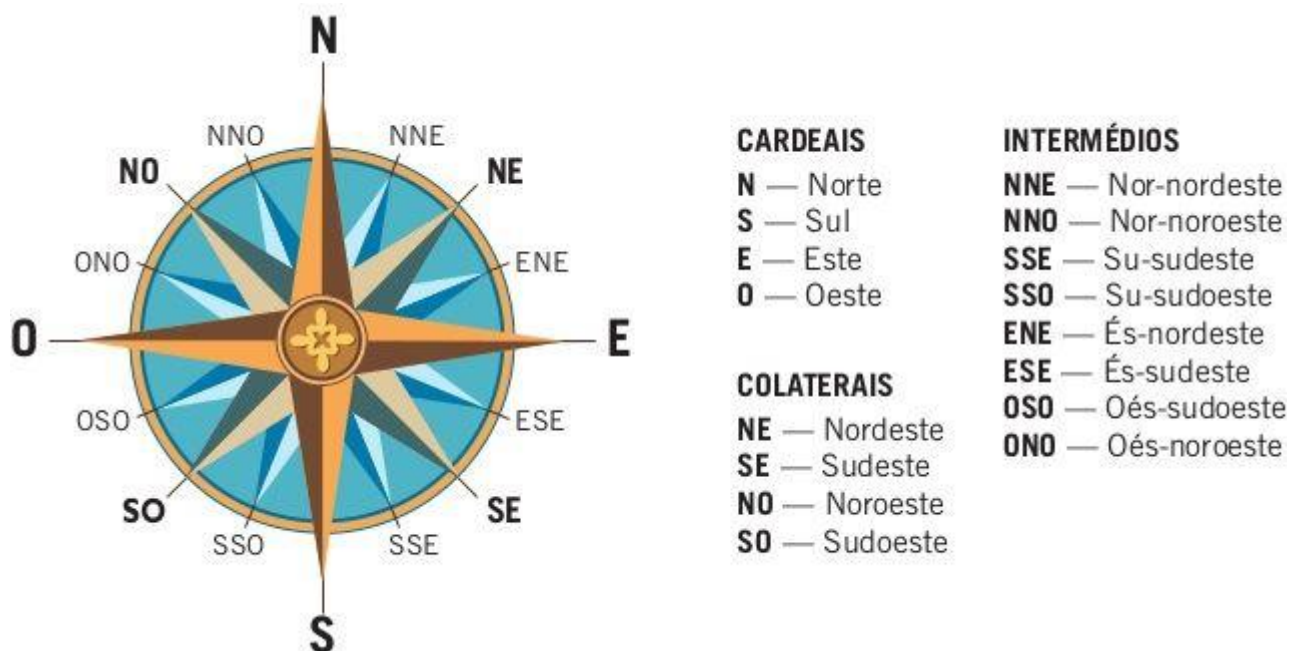 N
NNO
NNE
NO
NE
ONO
ENE
O
E
OSO
ESE
SO
SE
SSO
SSE
S
CARDEAIS
N — Norte
S — Sul
E — Este
O — Oeste
COLATERAIS
NE — Nordeste
SE — Sudeste
NO — Noroeste
SO — Sudoeste
INTERMÉDIOS
NNE — Nor-nordeste
NNO — Nor-noroeste
SSE — Su-sudeste
SSO — Su-sudoeste
ENE — És-nordeste
ESE — És-sudeste
OSO — Oés-sudoeste
ONO — Oés-noroeste